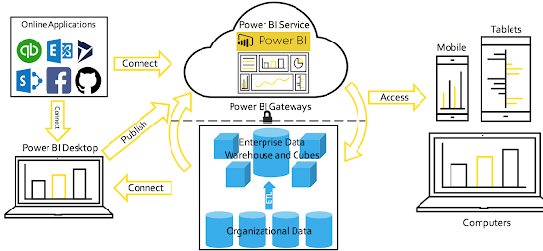 Online Applications
Power BI Service
Power BI
Connect
Mobile
Tablets
Access
Connect
Publish
Power BI Gateways
Power BI Desktop
Enterprise Data
Warehouse and Cubes
Connect
ETL
Organizational Data
Computers
qb
E
S
f